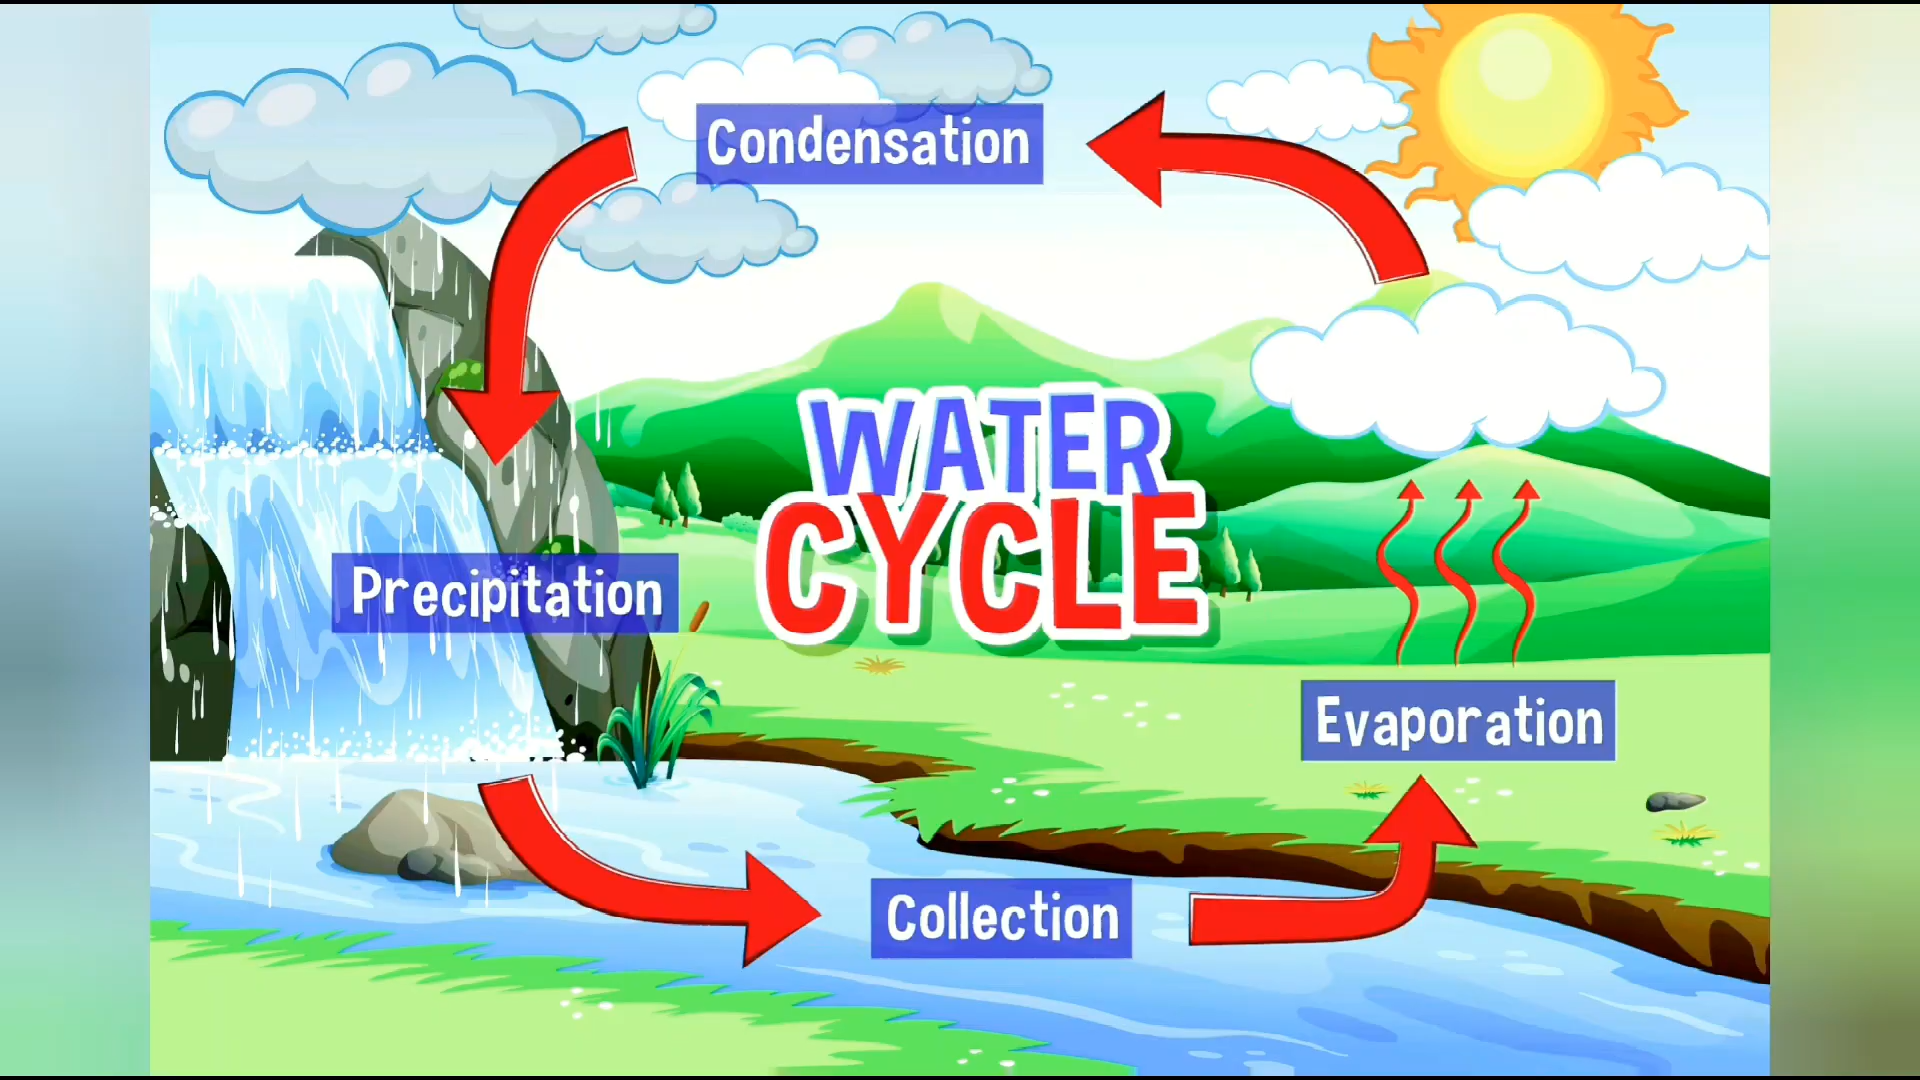 Condensation
WATER
CYCLE
Precipitation
Evaporation
Collection